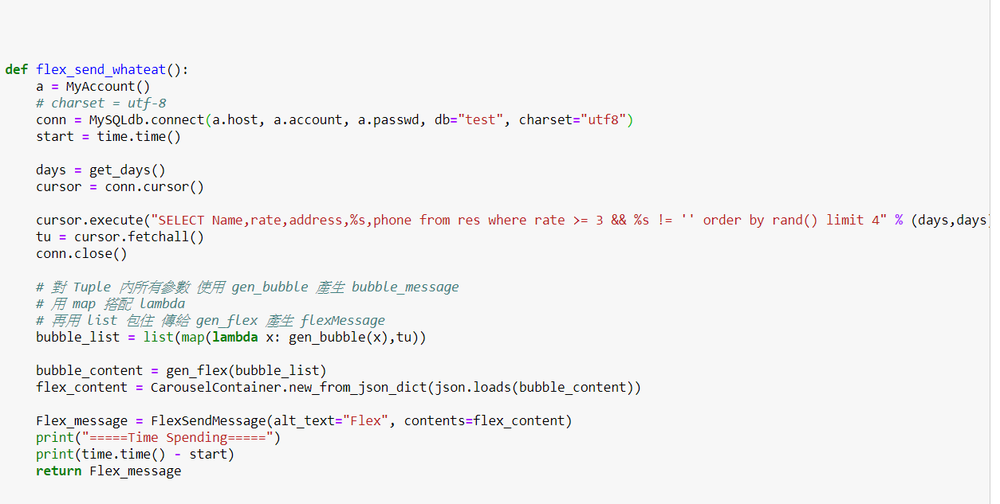 def flex_send_whateat():
    a = MyAccount()
    # charset = utf-8
    conn = MySQLdb.connect(a.host, a.account, a.passwd, db="test", charset="utf8")
    start = time.time()
    days = get_days()
    cursor = conn.cursor()
    cursor.execute("SELECT Name,rate,address,%s,phone from res where rate >= 3 && %s != '' order by rand() limit 4" % (days,days)
    tu = cursor.fetchall()
    conn.close()
    # 對 Tuple 內所有參數 使用 gen_bubble 產生 bubble_message
    # 用 map 搭配 lambda
    # 再用 list 包住 傳給 gen_flex 產生 flexMessage
    bubble_list = list(map(lambda x: gen_bubble(x),tu))
    bubble_content = gen_flex(bubble_list)
    flex_content = CarouselContainer.new_from_json_dict(json.loads(bubble_content))
    Flex_message = FlexSendMessage(alt_text="Flex", contents=flex_content)
    print("=====Time Spending=====")
    print(time.time() - start)
    return Flex_message